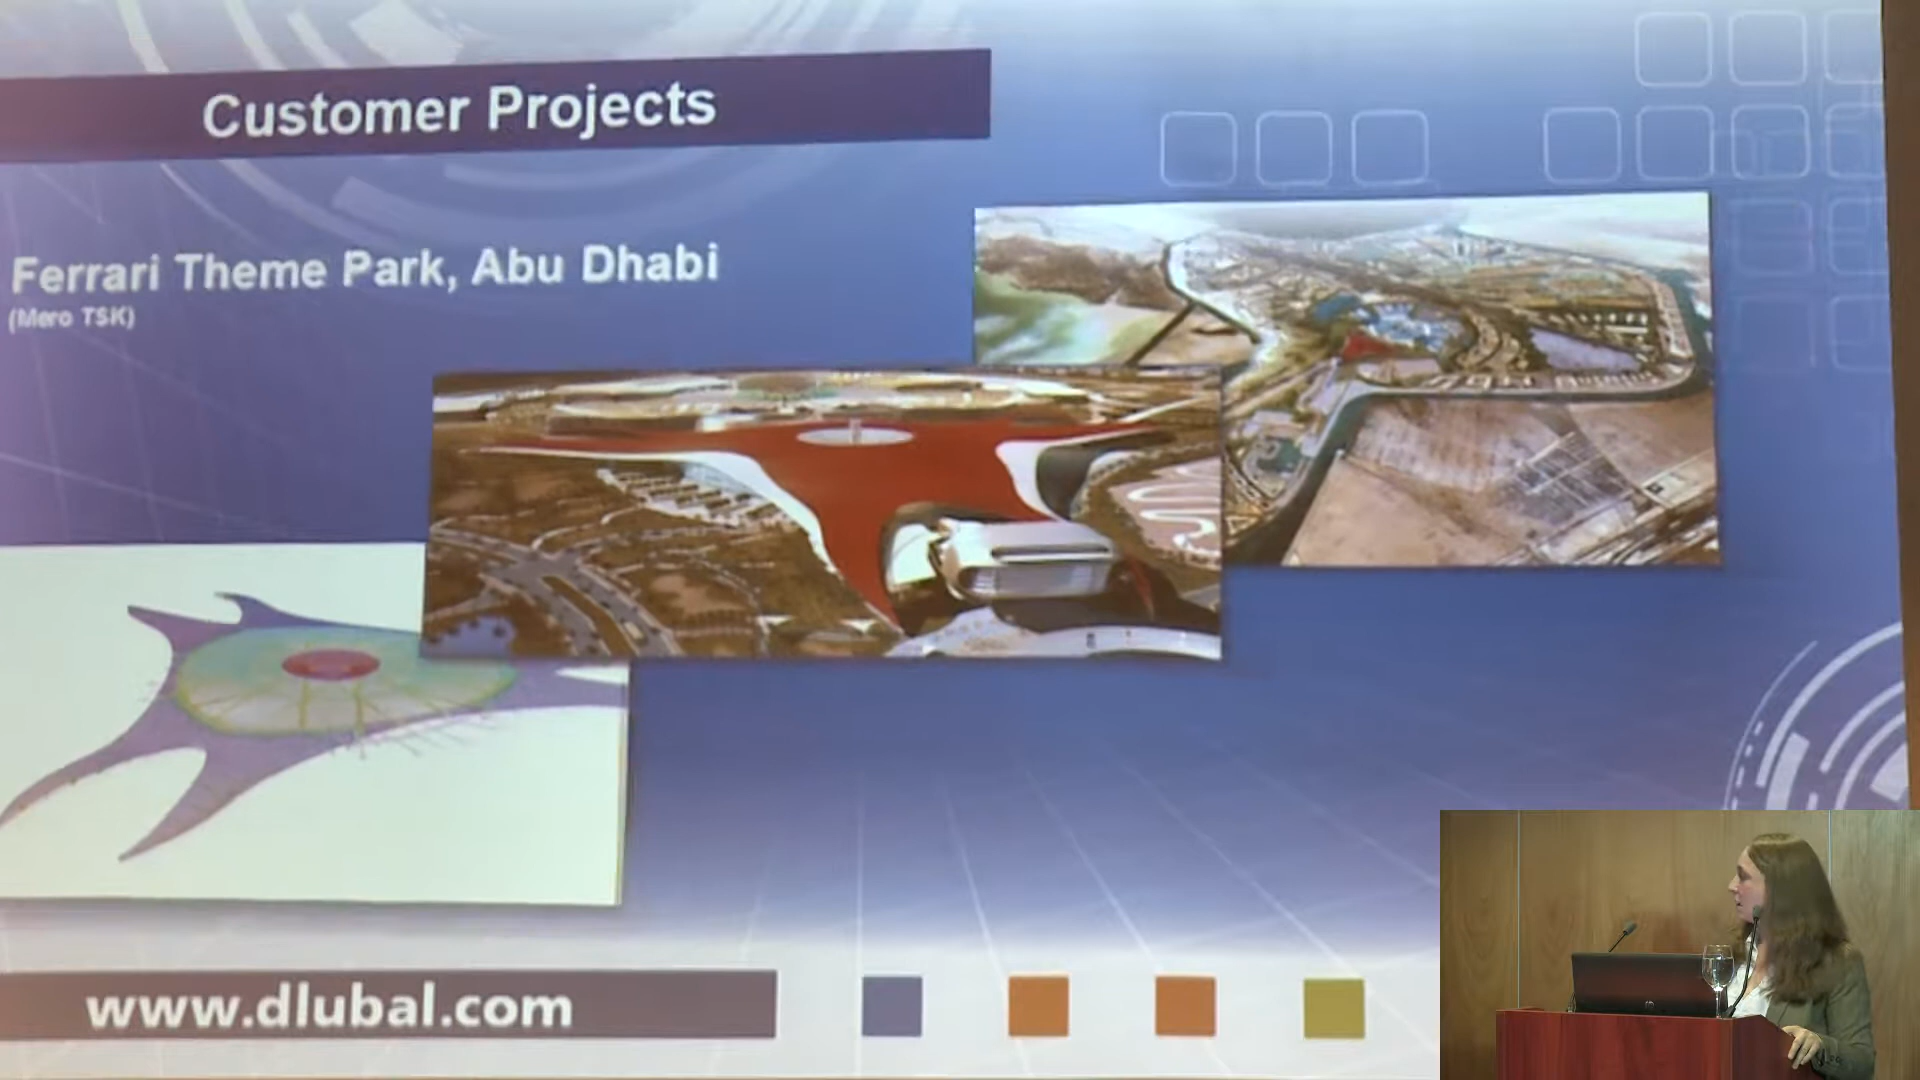 Customer Projects
Ferrari Theme Park, Abu Dhabi
(Mero TSK)
www.dlubal.com